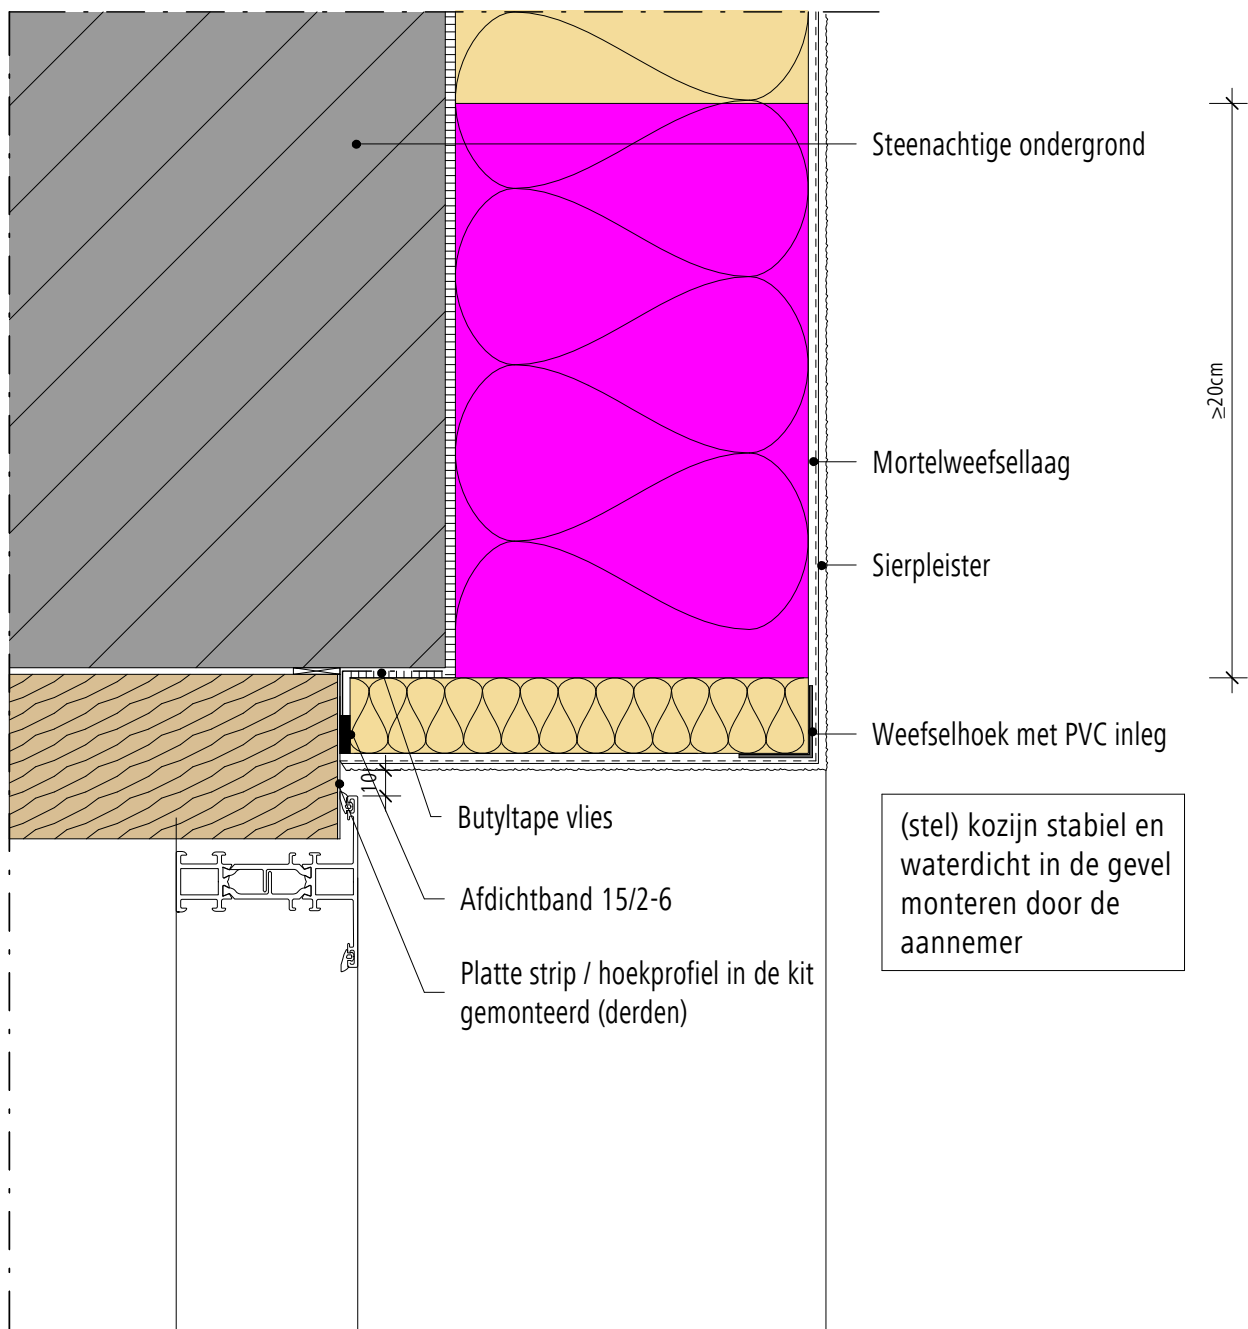 Steenachtige ondergrond
≥20cm
Mortelweefsellaag
Sierpleister
Weefselhoek met PVC inleg
10
Butyltape vlies
(stel) kozijn stabiel en
waterdicht in de gevel
monteren door de
aannemer
Afdichtband 15/2-6
Platte strip / hoekprofiel in de kit
gemonteerd (derden)